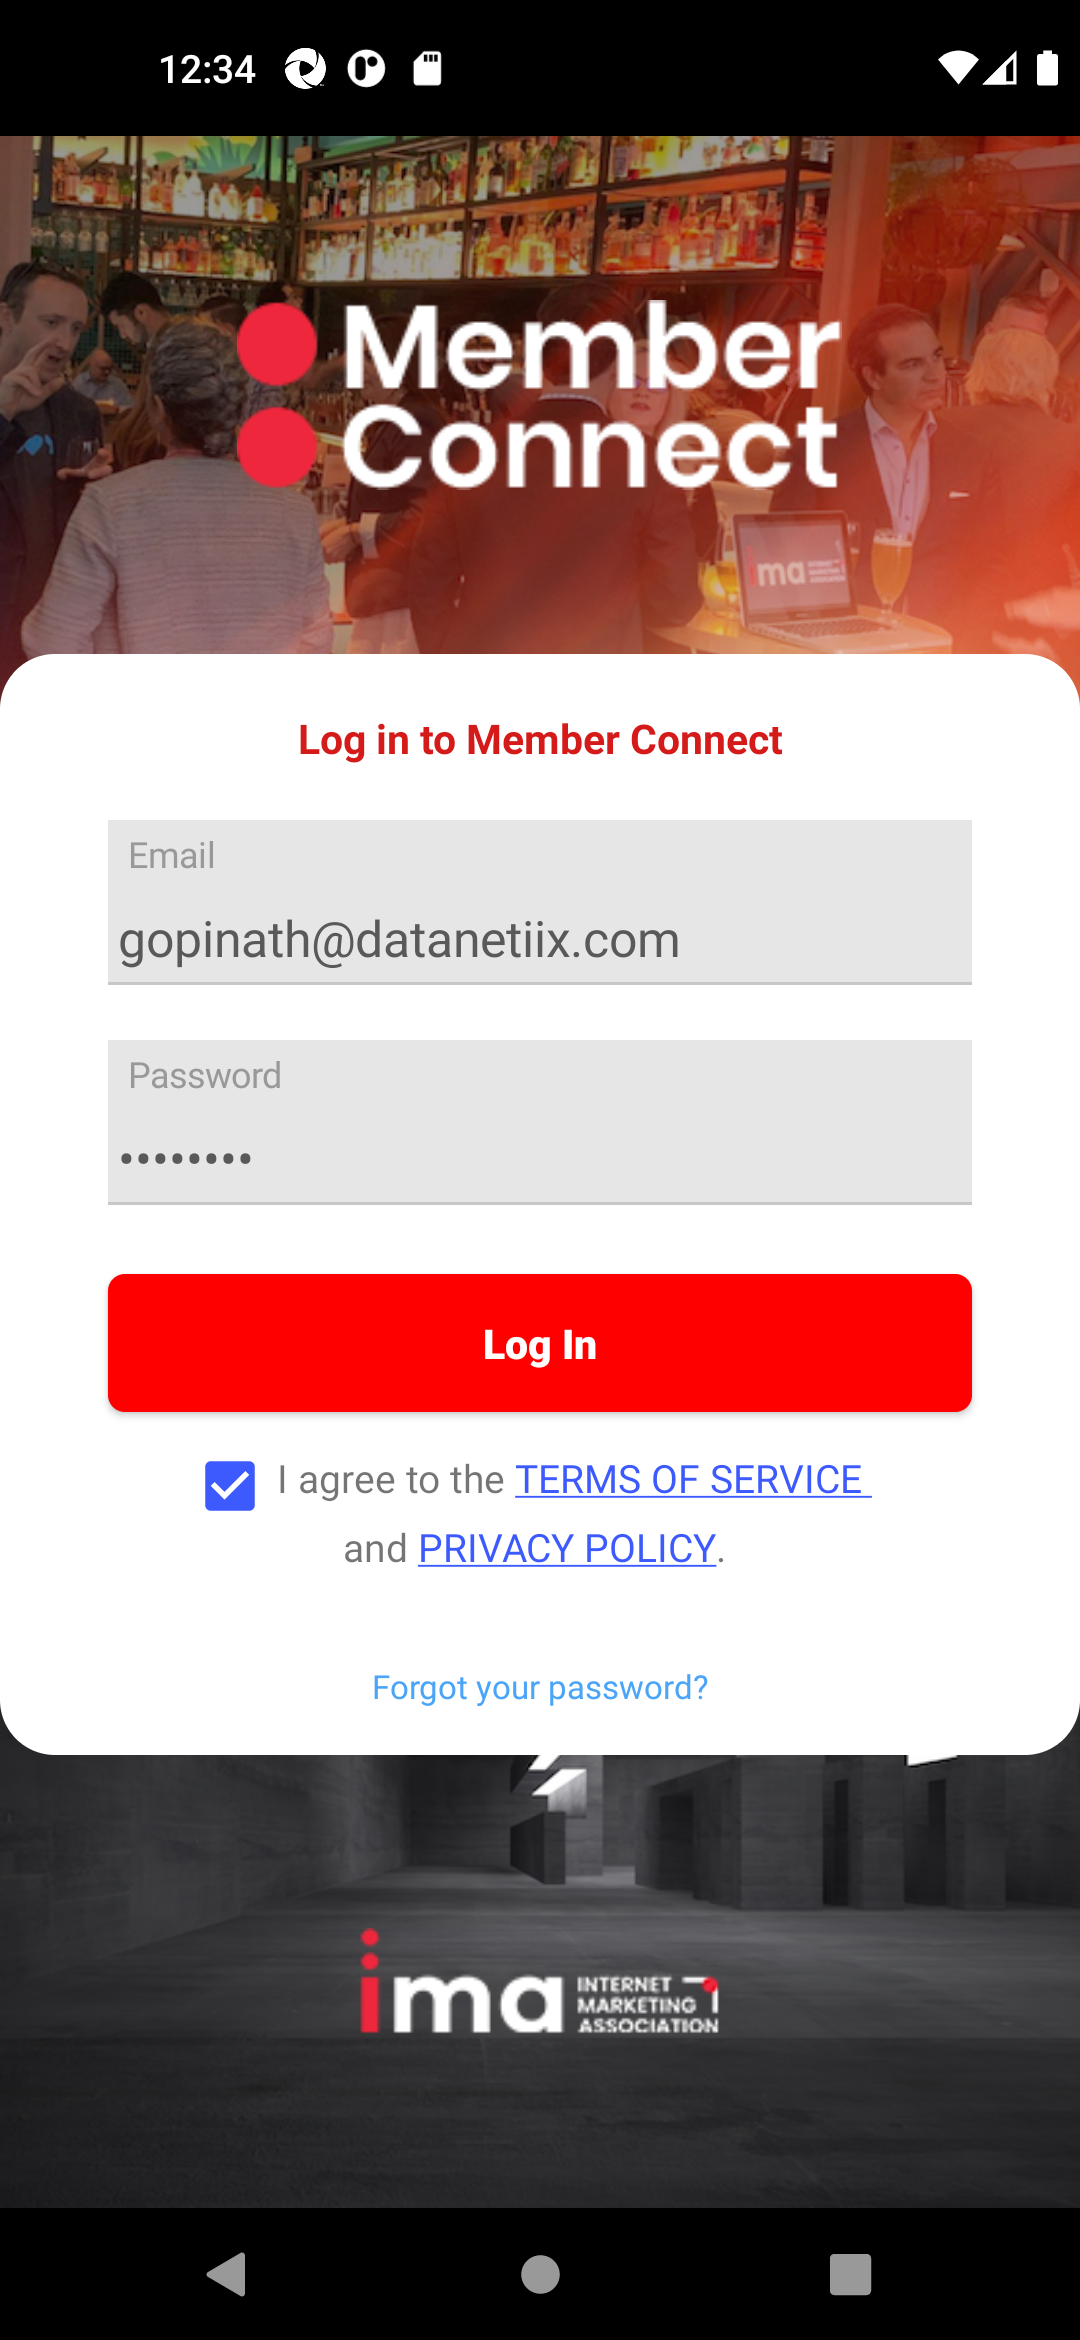 12:34
Member
Connect
ima
Log in to Member Connect
Email
gopinath@datanetiix.com
Password
••••••••
Log In
I agree to the TERMS OF SERVICE
and PRIVACY POLICY.
Forgot your password?
ima INTERNET
MARKETING
ASSOCIATION